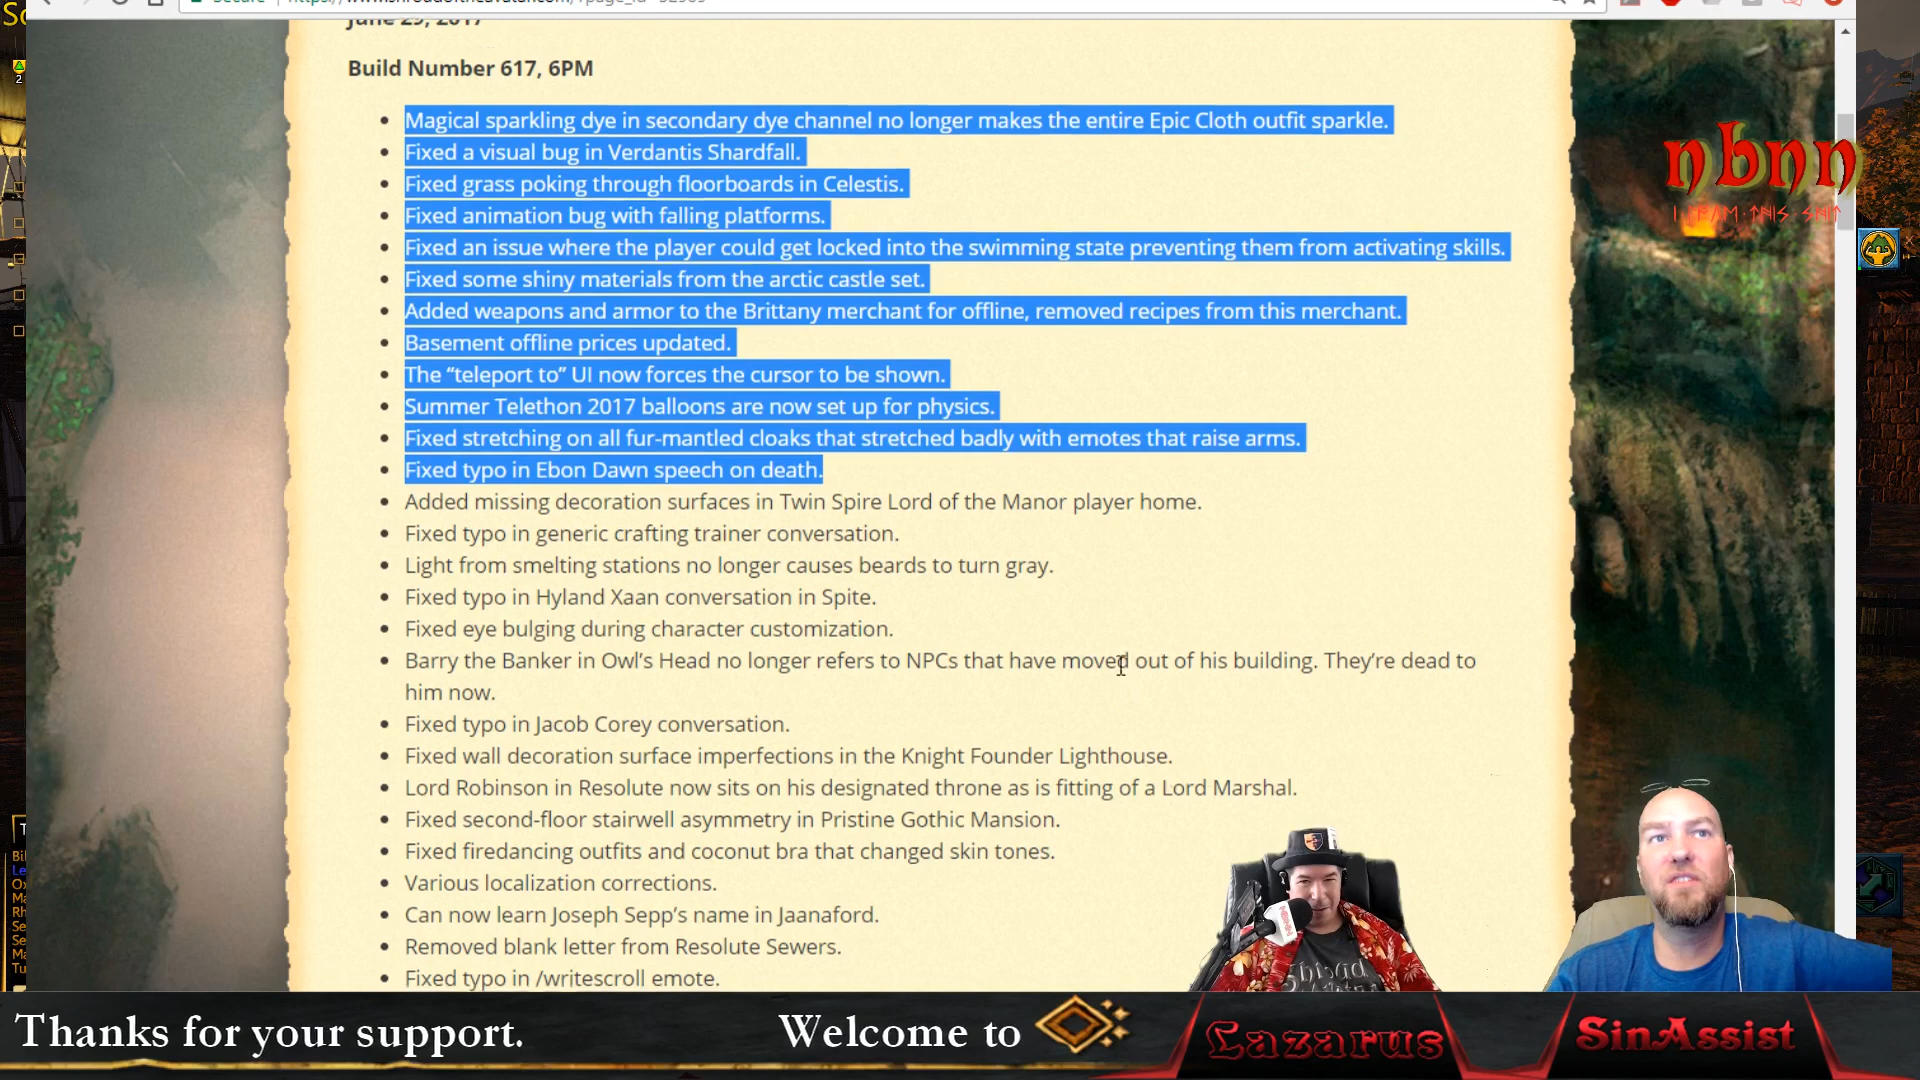 Secure
June 29, 2017
Build Number 617, 6PM
Magical sparkling dye in secondary dye channel no longer makes the entire Epic Cloth outfit sparkle.
Fixed a visual bug in Verdantis Shardfall.
Fixed grass poking through floorboards in Celestis.
Fixed animation bug with falling platforms.
Fixed an issue where the player could get locked into the swimming state preventing them from activating skills.
Fixed some shiny materials from the arctic castle set.
Added weapons and armor to the Brittany merchant for offline, removed recipes from this merchant.
Basement offline prices updated.
The “teleport to” UI now forces the cursor to be shown.
Summer Telethon 2017 balloons are now set up for physics.
Fixed stretching on all fur-mantled cloaks that stretched badly with emotes that raise arms.
Fixed typo in Ebon Dawn speech on death.
Added missing decoration surfaces in Twin Spire Lord of the Manor player home.
Fixed typo in generic crafting trainer conversation.
Light from smelting stations no longer causes beards to turn gray.
Fixed typo in Hyland Xaan conversation in Spite.
Fixed eye bulging during character customization.
Barry the Banker in Owl’s Head no longer refers to NPCs that have moved out of his building. They’re dead to
him now.
Fixed typo in Jacob Corey conversation.
Fixed wall decoration surface imperfections in the Knight Founder Lighthouse.
Lord Robinson in Resolute now sits on his designated throne as is fitting of a Lord Marshal.
Fixed second-floor stairwell asymmetry in Pristine Gothic Mansion.
Fixed firedancing outfits and coconut bra that changed skin tones.
Various localization corrections.
Can now learn Joseph Sepp’s name in Jaanaford.
Removed blank letter from Resolute Sewers.
Fixed typo in /writescroll emote.
nbnn
Thanks for your support.
Welcome to
Lazarus
SinAssist